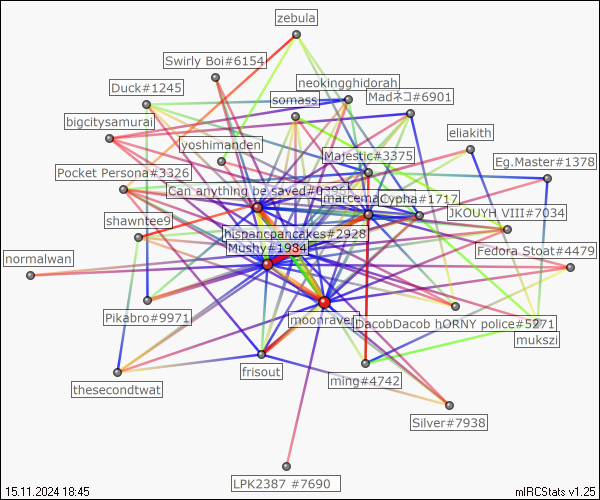 zebula
Swirly Boi#6154
neokingghidorah
Duck#1245
somass
Madネコ#6901
bigcitysamurai
eliakith
yoshimanden
Majestic#3375
Eg.Master#1378
Pocket Persona#3326
Can anything be saved#0396
marcema
Cypha#1717
JKOUYH VIII#7034
shawntee9
hispancpancakes#2928
Mushy#1934
Fedora Stoat#4479
normalwan
Pikabro#9971
moonraven
DacobDacob hORNY police#5271
mukszi
frisout
ming#4742
thesecondtwat
Silver#7938
LPK2387 #7690
15.11.2024 18:45
mIRCStats v1.25